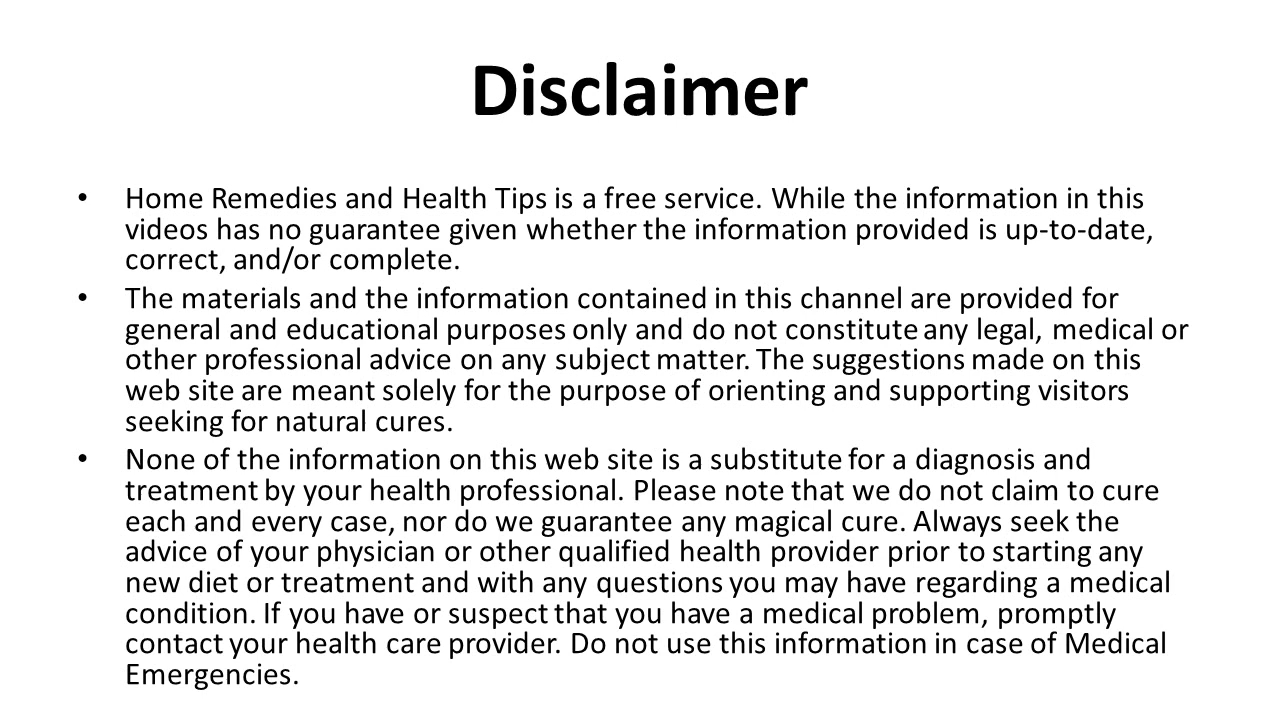 Disclaimer
• Home Remedies and Health Tips is a free service. While the information in this
videos has no guarantee given whether the information provided is up-to-date,
correct, and/or complete.
• The materials and the information contained in this channel are provided for
general and educational purposes only and do not constitute any legal, medical or
other professional advice on any subject matter. The suggestions made on this
web site are meant solely for the purpose of orienting and supporting visitors
seeking for natural cures.
• None of the information on this web site is a substitute for a diagnosis and
treatment by your health professional. Please note that we do not claim to cure
each and every case, nor do we guarantee any magical cure. Always seek the
advice of your physician or other qualified health provider prior to starting any
new diet or treatment and with any questions you may have regarding a medical
condition. If you have or suspect that you have a medical problem, promptly
contact your health care provider. Do not use this information in case of Medical
Emergencies.